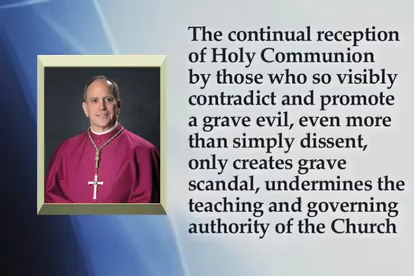 The continual reception
of Holy Communion
by those who so visibly
contradict and promote
a grave evil, even more
than simply dissent,
only creates grave
scandal, undermines the
teaching and governing
authority of the Church